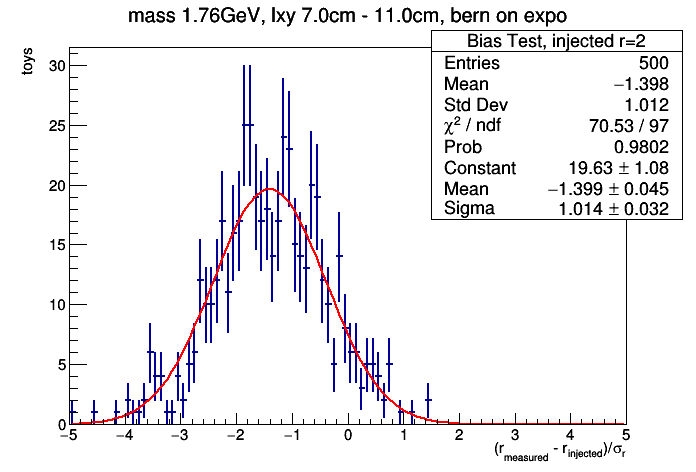 mass 1.76GeV, lxy 7.0cm - 11.0cm, bern on expo
Bias Test, injected r=2
Entries 500
Mean −1.398
Std Dev 1.012
χ² / ndf 70.53 / 97
Prob 0.9802
Constant 19.63 ± 1.08
Mean −1.399 ± 0.045
Sigma 1.014 ± 0.032
toys
30
25
20
15
10
5
0
−5 −4 −3 −2 −1 0 1 2 3 4 5
(r_measured - r_injected)/σ_r